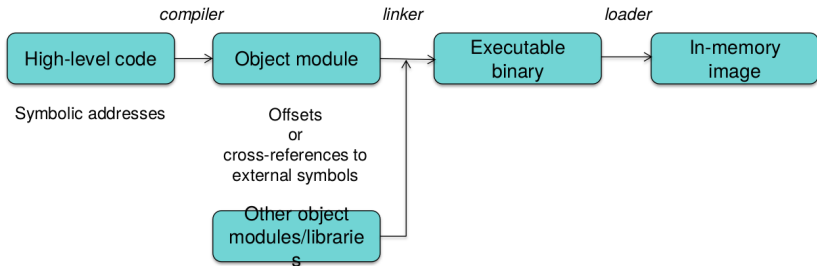 compiler
linker
loader
High-level code
Object module
Executable
binary
In-memory
image
Symbolic addresses
Offsets
or
cross-references to
external symbols
Other object
modules/librarie
s